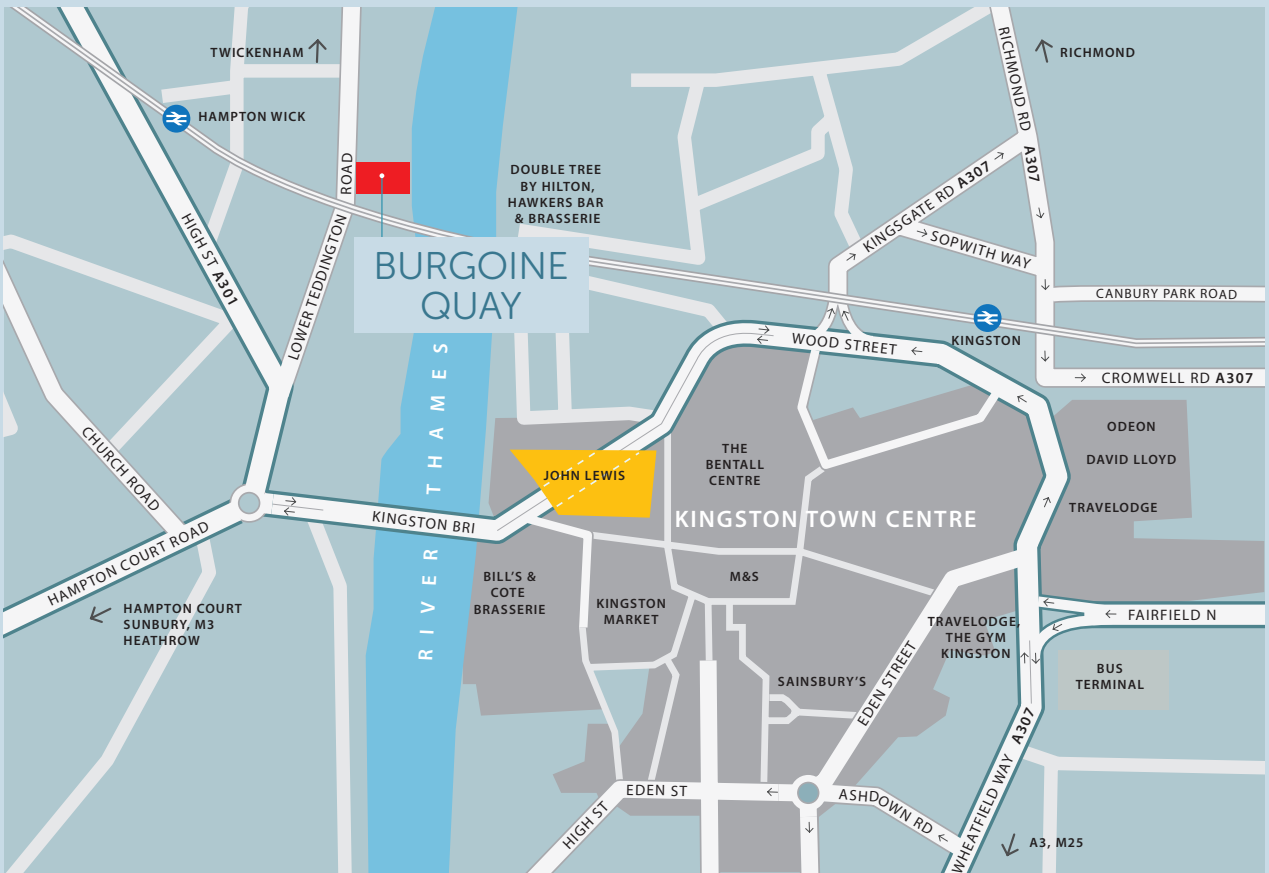 TWICKENHAM
RICHMOND RD
RICHMOND
HAMPTON WICK
ROAD
DOUBLE TREE
BY HILTON,
HAWKERS BAR
& BRASSERIE
A307
KINGSGATE RD A307
SOPWITH WAY
HIGH ST A301
LOWER TEDDINGTON
BURGOINE
QUAY
CANBURY PARK ROAD
KINGSTON
WOOD STREET
CROMWELL RD A307
RIVER THAMES
CHURCH ROAD
ODEON
DAVID LLOYD
TRAVELODGE
THE
BENTALL
CENTRE
JOHN LEWIS
KINGSTON TOWN CENTRE
KINGSTON BRI
HAMPTON COURT ROAD
HAMPTON COURT
SUNBURY, M3
HEATHROW
BILL'S &
COTE
BRASSERIE
KINGSTON
MARKET
M&S
TRAVELODGE,
THE GYM
KINGSTON
FAIRFIELD N
BUS
TERMINAL
SAINSBURY'S
EDEN STREET
EDEN ST
HIGH ST
ASHDOWN RD
WHEATFIELD WAY A307
A3, M25